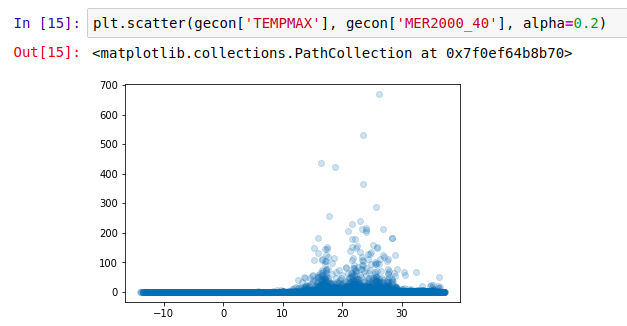 In [15]: plt.scatter(gecon['TEMPMAX'], gecon['MER2000_40'], alpha=0.2)
Out[15]: <matplotlib.collections.PathCollection at 0x7f0ef64b8b70>
700
600
500
400
300
200
100
0
−10 0 10 20 30